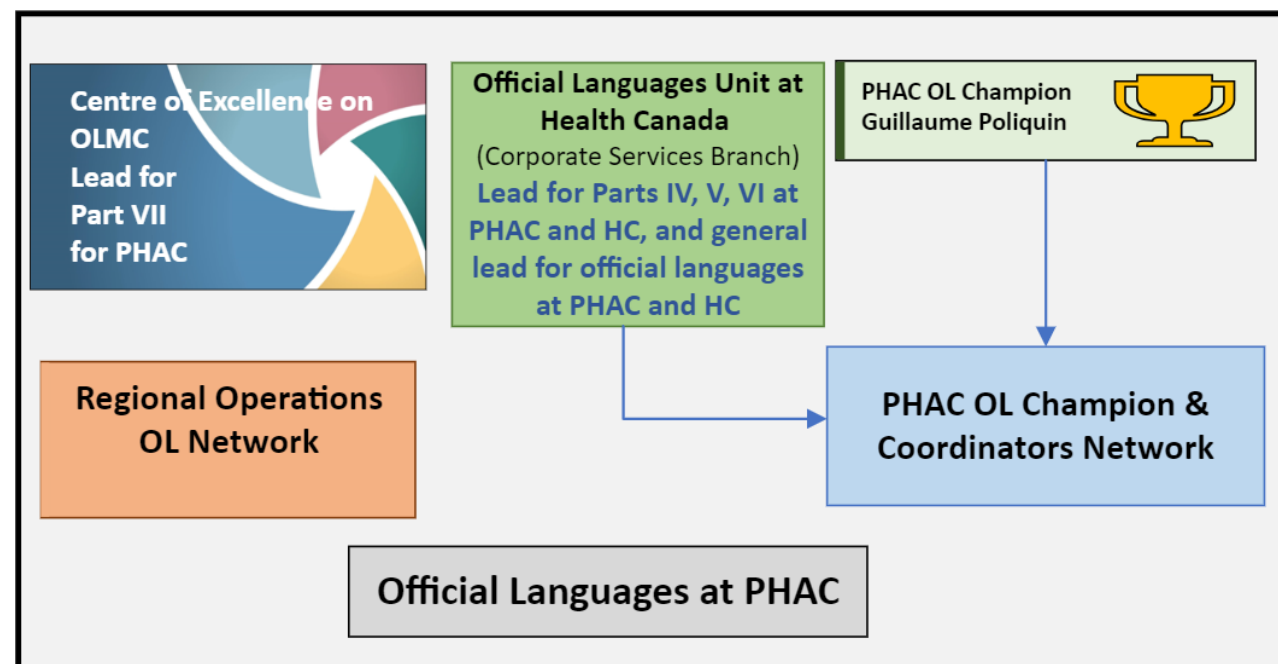 Centre of Excellence on
OLMC
Lead for
Part VII
for PHAC
Official Languages Unit at
Health Canada
(Corporate Services Branch)
Lead for Parts IV, V, VI at
PHAC and HC, and general
lead for official languages
at PHAC and HC
PHAC OL Champion
Guillaume Poliquin
Regional Operations
OL Network
PHAC OL Champion &
Coordinators Network
Official Languages at PHAC